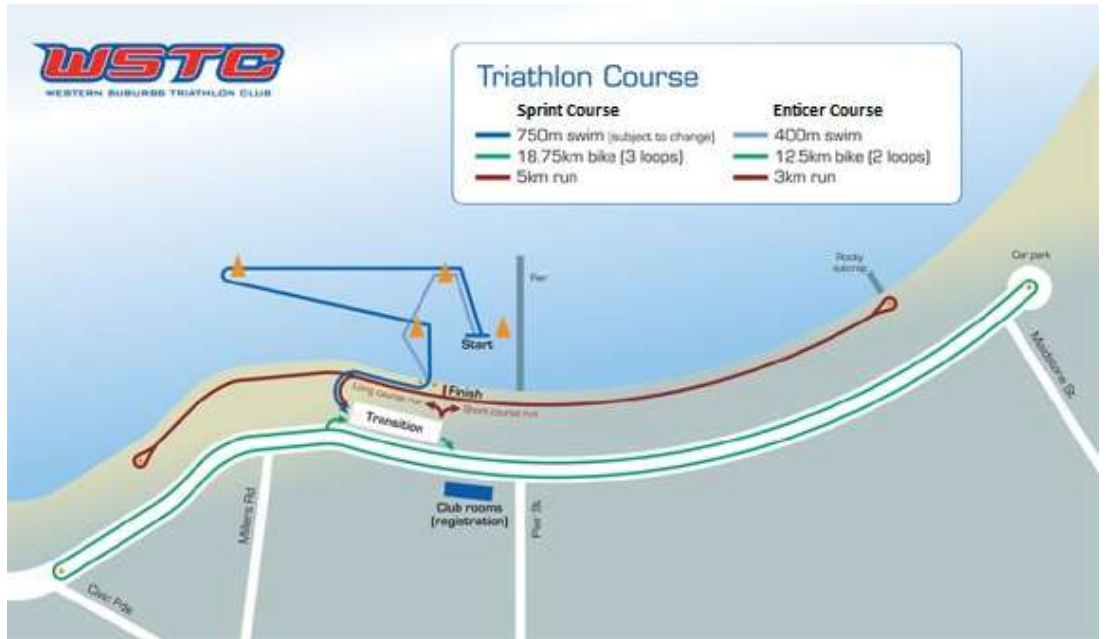 WSTC
WESTERN SUBURBS TRIATHLON CLUB
Triathlon Course
Sprint Course
750m swim (subject to change)
18.75km bike (3 loops)
5km run
Enticer Course
400m swim
12.5km bike (2 loops)
3km run
Pier
Rocky
outcrop
Car park
Start
Finish
Long course run
Short course run
Transition
Maidstone St.
Millers Rd
Club rooms
(registration)
Pier St.
Civic Pde